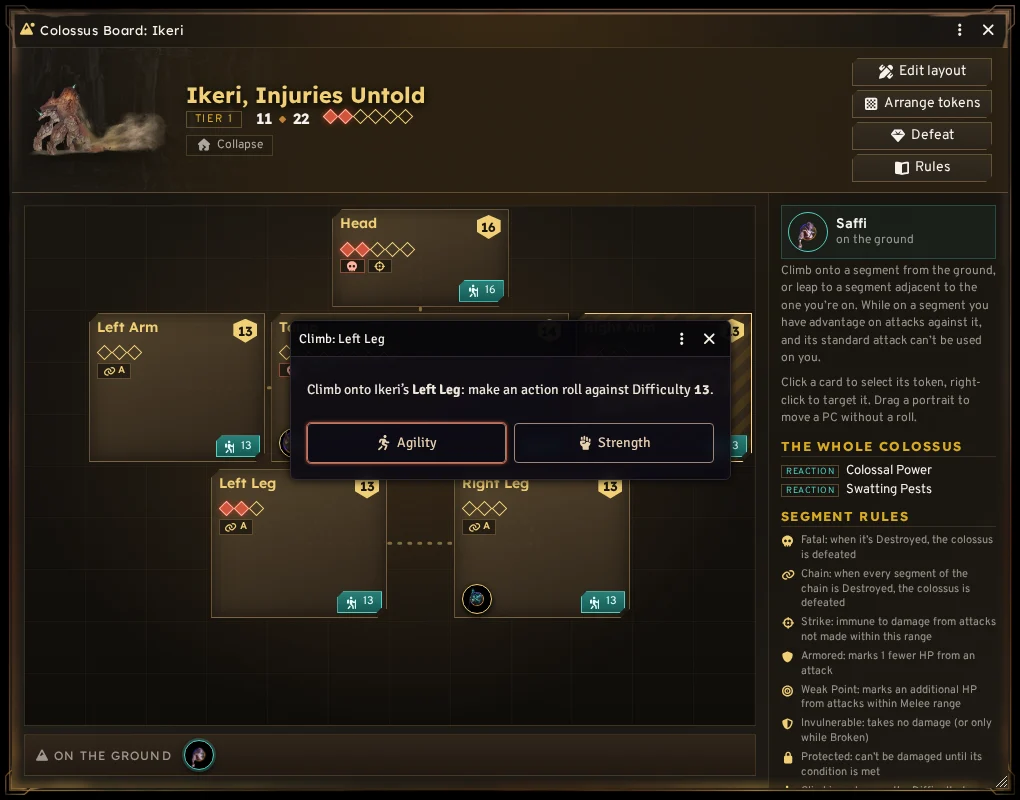 Colossus Board: Ikeri
Ikeri, Injuries Untold
TIER 1 11 22
Collapse
Edit layout
Arrange tokens
Defeat
Rules
Head 16
16
Left Arm 13
A
13
Right Arm
Climb: Left Leg
Climb onto Ikeri's Left Leg: make an action roll against Difficulty 13.
Agility Strength
Left Leg 13
A
13
Right Leg 13
A
13
ON THE GROUND
Saffi
on the ground
Climb onto a segment from the ground,
or leap to a segment adjacent to the
one you're on. While on a segment you
have advantage on attacks against it,
and its standard attack can't be used
on you.
Click a card to select its token, right-
click to target it. Drag a portrait to
move a PC without a roll.
THE WHOLE COLOSSUS
REACTION Colossal Power
REACTION Swatting Pests
SEGMENT RULES
Fatal: when it's Destroyed, the colossus
is defeated
Chain: when every segment of the
chain is Destroyed, the colossus is
defeated
Strike: immune to damage from attacks
not made within this range
Armored: marks 1 fewer HP from an
attack
Weak Point: marks an additional HP
from attacks within Melee range
Invulnerable: takes no damage (or only
while Broken)
Protected: can't be damaged until its
condition is met